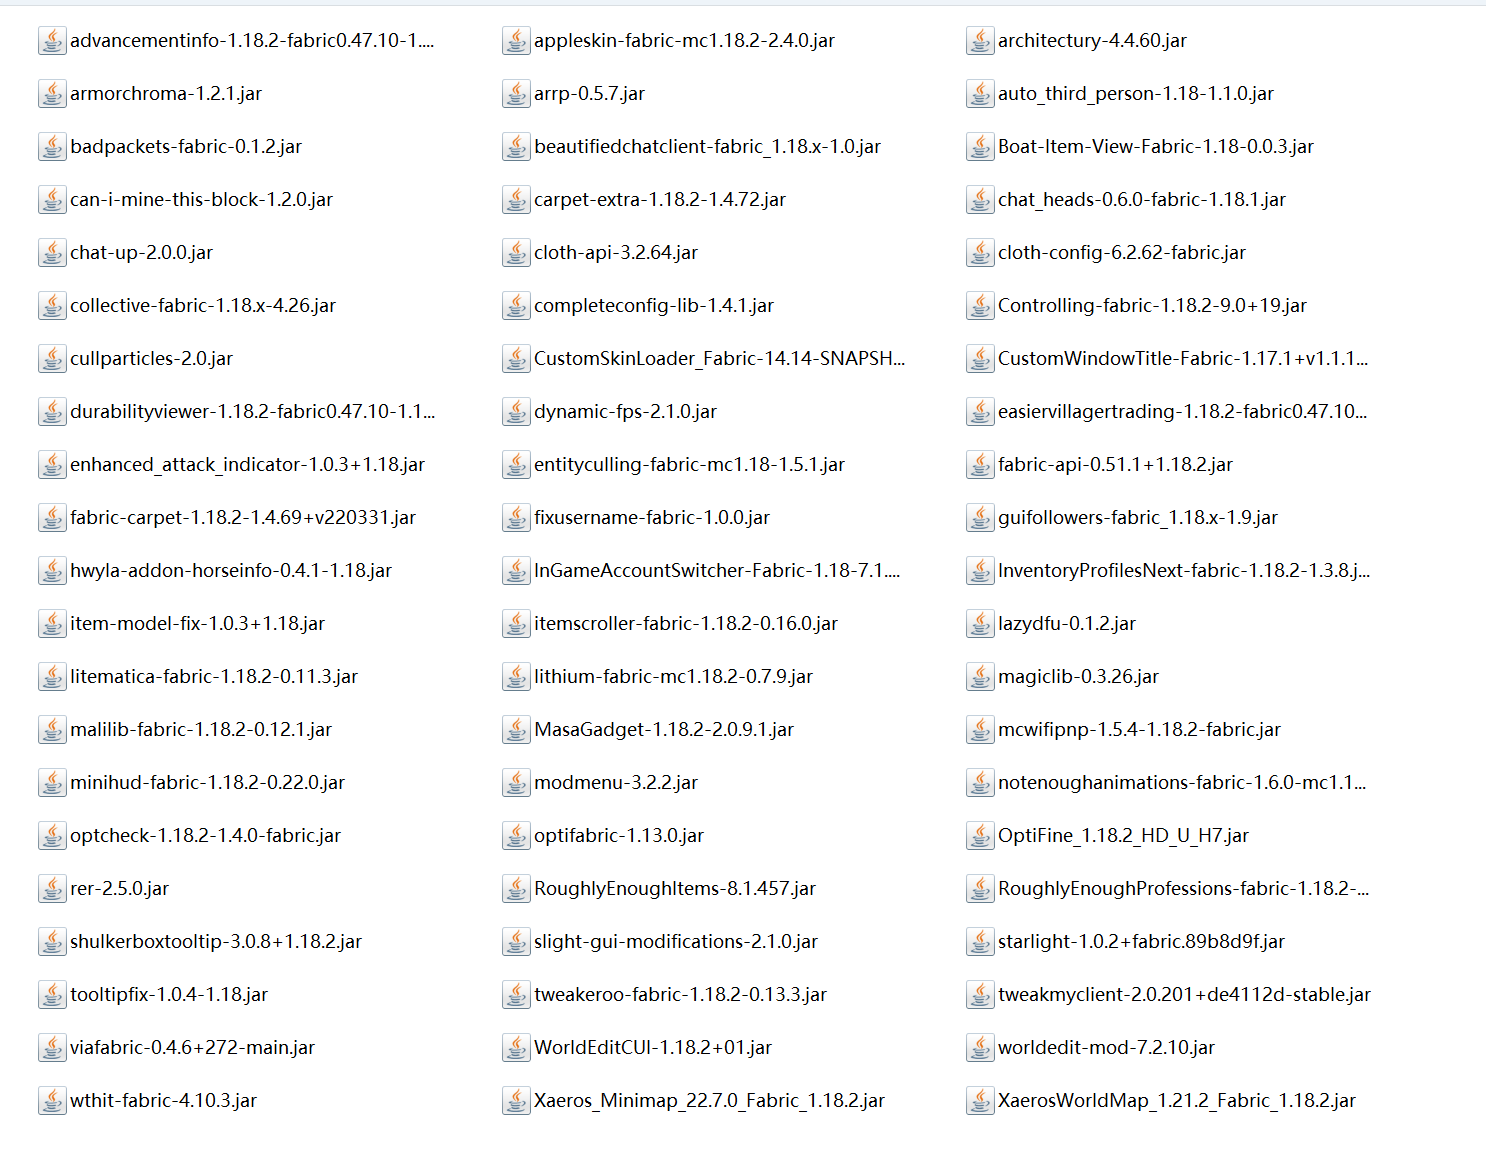 advancementinfo-1.18.2-fabric0.47.10-1....
appleskin-fabric-mc1.18.2-2.4.0.jar
architectury-4.4.60.jar
armorchroma-1.2.1.jar
arrp-0.5.7.jar
auto_third_person-1.18-1.1.0.jar
badpackets-fabric-0.1.2.jar
beautifiedchatclient-fabric_1.18.x-1.0.jar
Boat-Item-View-Fabric-1.18-0.0.3.jar
can-i-mine-this-block-1.2.0.jar
carpet-extra-1.18.2-1.4.72.jar
chat_heads-0.6.0-fabric-1.18.1.jar
chat-up-2.0.0.jar
cloth-api-3.2.64.jar
cloth-config-6.2.62-fabric.jar
collective-fabric-1.18.x-4.26.jar
completeconfig-lib-1.4.1.jar
Controlling-fabric-1.18.2-9.0+19.jar
cullparticles-2.0.jar
CustomSkinLoader_Fabric-14.14-SNAPSH...
CustomWindowTitle-Fabric-1.17.1+v1.1.1...
durabilityviewer-1.18.2-fabric0.47.10-1.1...
dynamic-fps-2.1.0.jar
easiervillagertrading-1.18.2-fabric0.47.10...
enhanced_attack_indicator-1.0.3+1.18.jar
entityculling-fabric-mc1.18-1.5.1.jar
fabric-api-0.51.1+1.18.2.jar
fabric-carpet-1.18.2-1.4.69+v220331.jar
fixusername-fabric-1.0.0.jar
guifollowers-fabric_1.18.x-1.9.jar
hwyla-addon-horseinfo-0.4.1-1.18.jar
InGameAccountSwitcher-Fabric-1.18-7.1....
InventoryProfilesNext-fabric-1.18.2-1.3.8.j...
item-model-fix-1.0.3+1.18.jar
itemscroller-fabric-1.18.2-0.16.0.jar
lazydfu-0.1.2.jar
litematica-fabric-1.18.2-0.11.3.jar
lithium-fabric-mc1.18.2-0.7.9.jar
magiclib-0.3.26.jar
malilib-fabric-1.18.2-0.12.1.jar
MasaGadget-1.18.2-2.0.9.1.jar
mcwifipnp-1.5.4-1.18.2-fabric.jar
minihud-fabric-1.18.2-0.22.0.jar
modmenu-3.2.2.jar
notenoughanimations-fabric-1.6.0-mc1.1...
optcheck-1.18.2-1.4.0-fabric.jar
optifabric-1.13.0.jar
OptiFine_1.18.2_HD_U_H7.jar
rer-2.5.0.jar
RoughlyEnoughItems-8.1.457.jar
RoughlyEnoughProfessions-fabric-1.18.2-...
shulkerboxtooltip-3.0.8+1.18.2.jar
slight-gui-modifications-2.1.0.jar
starlight-1.0.2+fabric.89b8d9f.jar
tooltipfix-1.0.4-1.18.jar
tweakeroo-fabric-1.18.2-0.13.3.jar
tweakmyclient-2.0.201+de4112d-stable.jar
viafabric-0.4.6+272-main.jar
WorldEditCUI-1.18.2+01.jar
worldedit-mod-7.2.10.jar
wthit-fabric-4.10.3.jar
Xaeros_Minimap_22.7.0_Fabric_1.18.2.jar
XaerosWorldMap_1.21.2_Fabric_1.18.2.jar